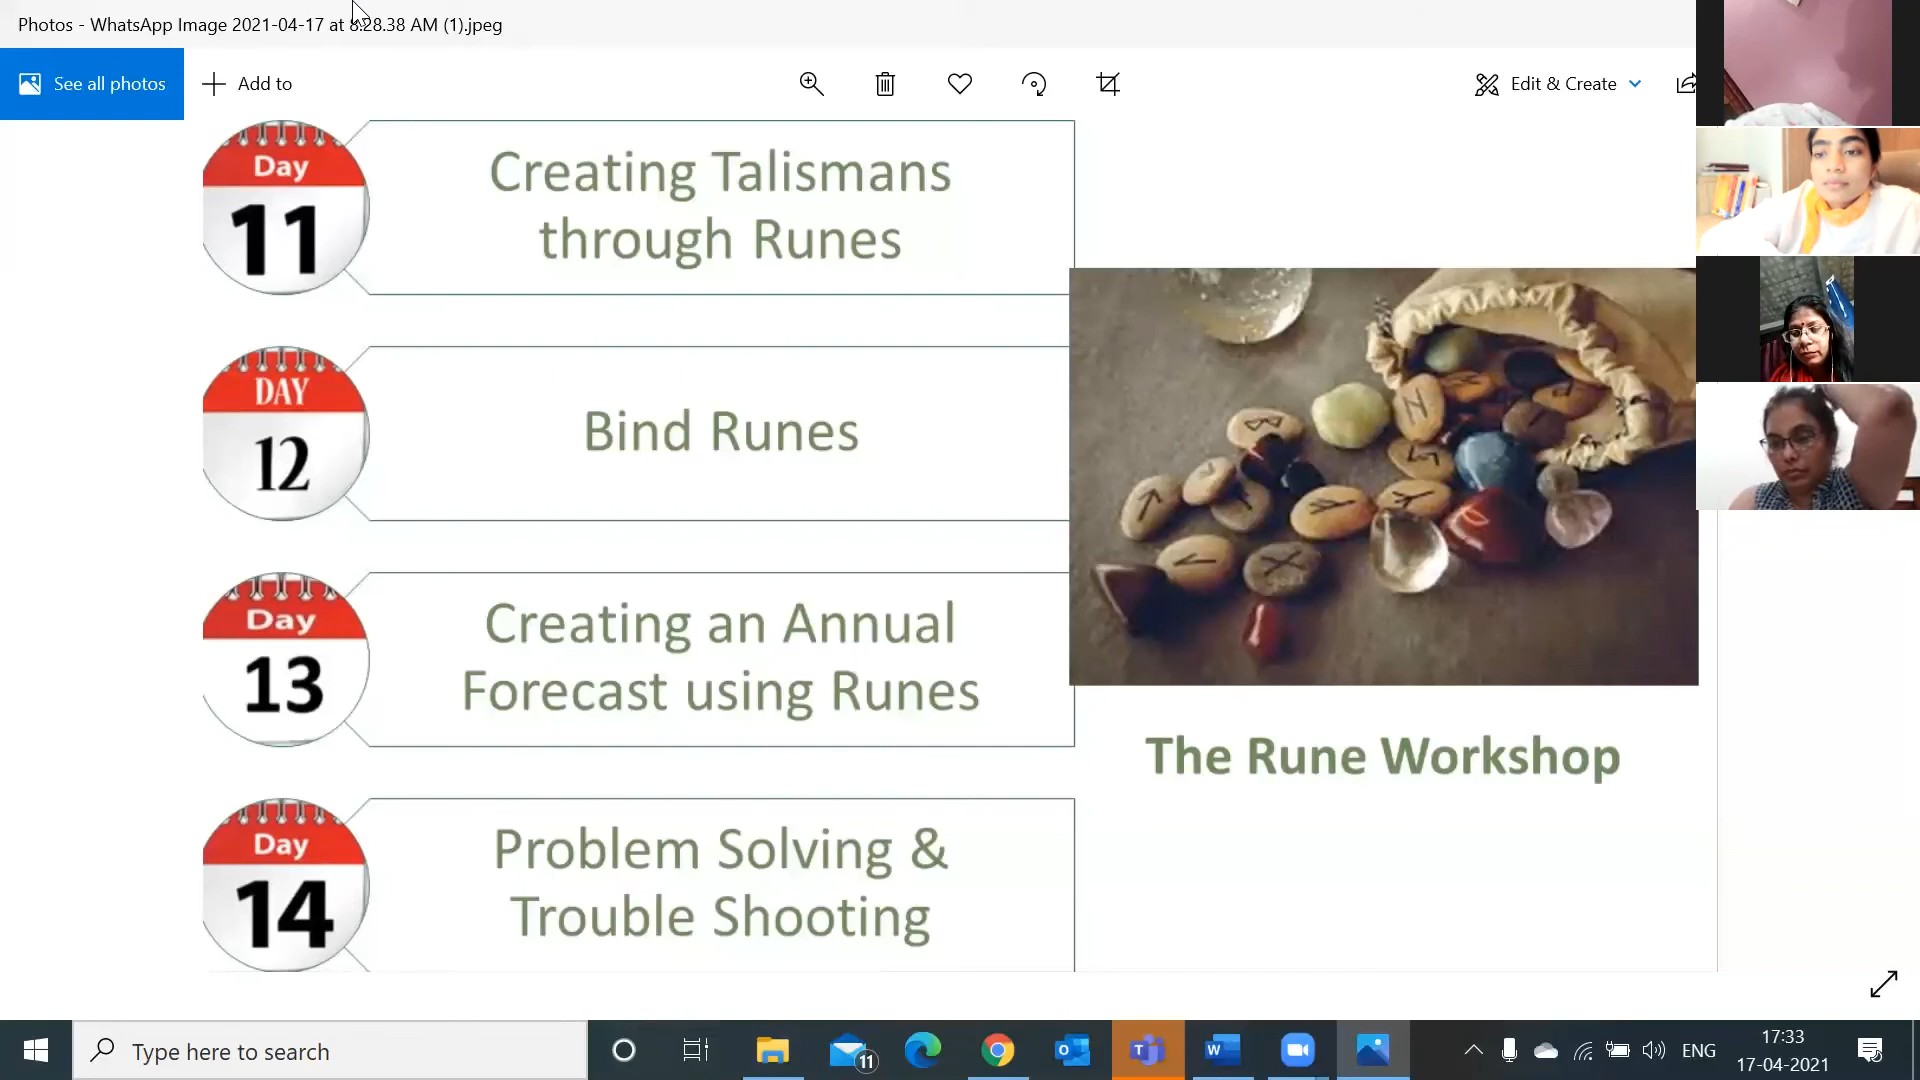 Photos - WhatsApp Image 2021-04-17 at 8.28.38 AM (1).jpeg
See all photos
Add to
Edit & Create
Day
11
Creating Talismans
through Runes
DAY
12
Bind Runes
Day
13
Creating an Annual
Forecast using Runes
The Rune Workshop
Day
14
Problem Solving &
Trouble Shooting
Type here to search
11
ENG
17:33
17-04-2021